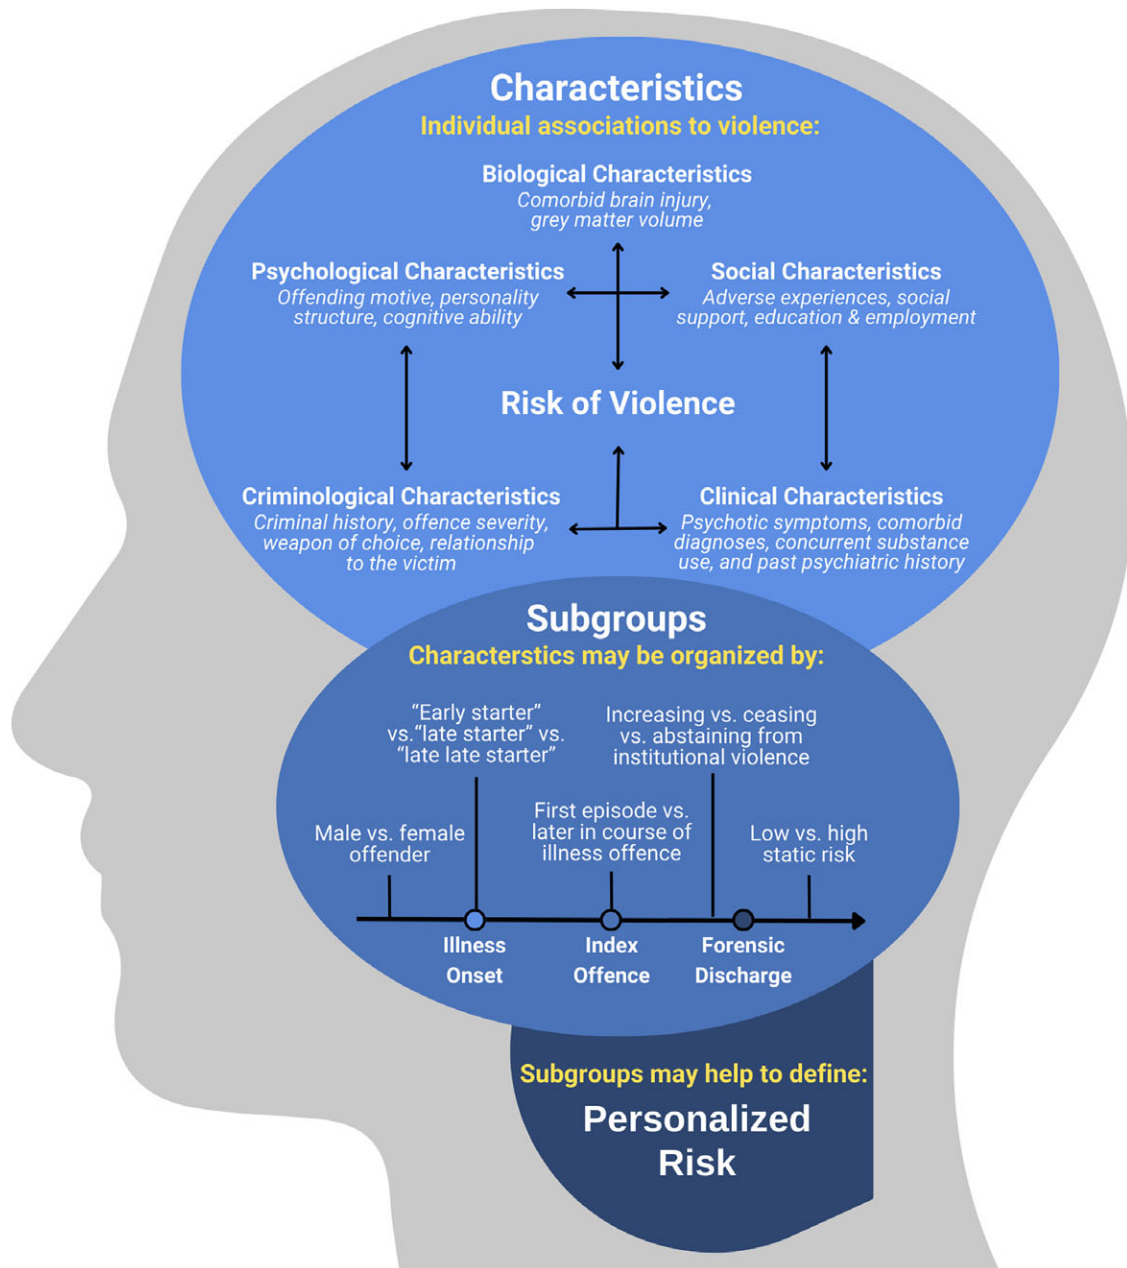 Characteristics
Individual associations to violence:
Biological Characteristics
Comorbid brain injury,
grey matter volume
Psychological Characteristics
Offending motive, personality
structure, cognitive ability
Social Characteristics
Adverse experiences, social
support, education & employment
Risk of Violence
Criminological Characteristics
Criminal history, offence severity,
weapon of choice, relationship
to the victim
Clinical Characteristics
Psychotic symptoms, comorbid
diagnoses, concurrent substance
use, and past psychiatric history
Subgroups
Characterstics may be organized by:
“Early starter”
vs.“late starter” vs.
“late late starter”
Increasing vs. ceasing
vs. abstaining from
institutional violence
Male vs. female
offender
First episode vs.
later in course of
illness offence
Low vs. high
static risk
Illness
Onset
Index
Offence
Forensic
Discharge
Subgroups may help to define:
Personalized
Risk